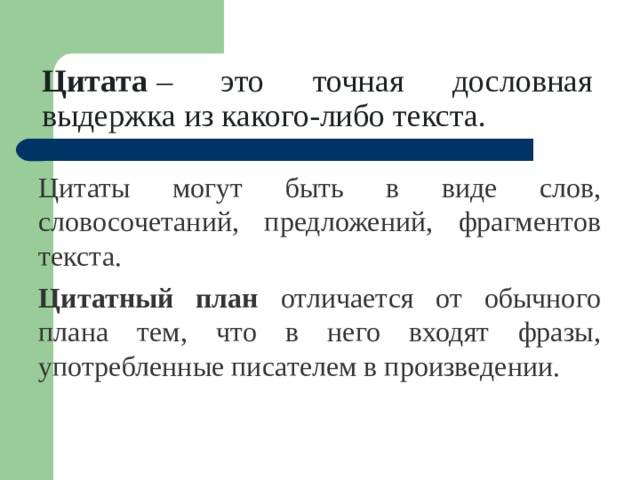 Цитата – это точная дословная
выдержка из какого-либо текста.
Цитаты могут быть в виде слов,
словосочетаний, предложений, фрагментов
текста.
Цитатный план отличается от обычного
плана тем, что в него входят фразы,
употребленные писателем в произведении.